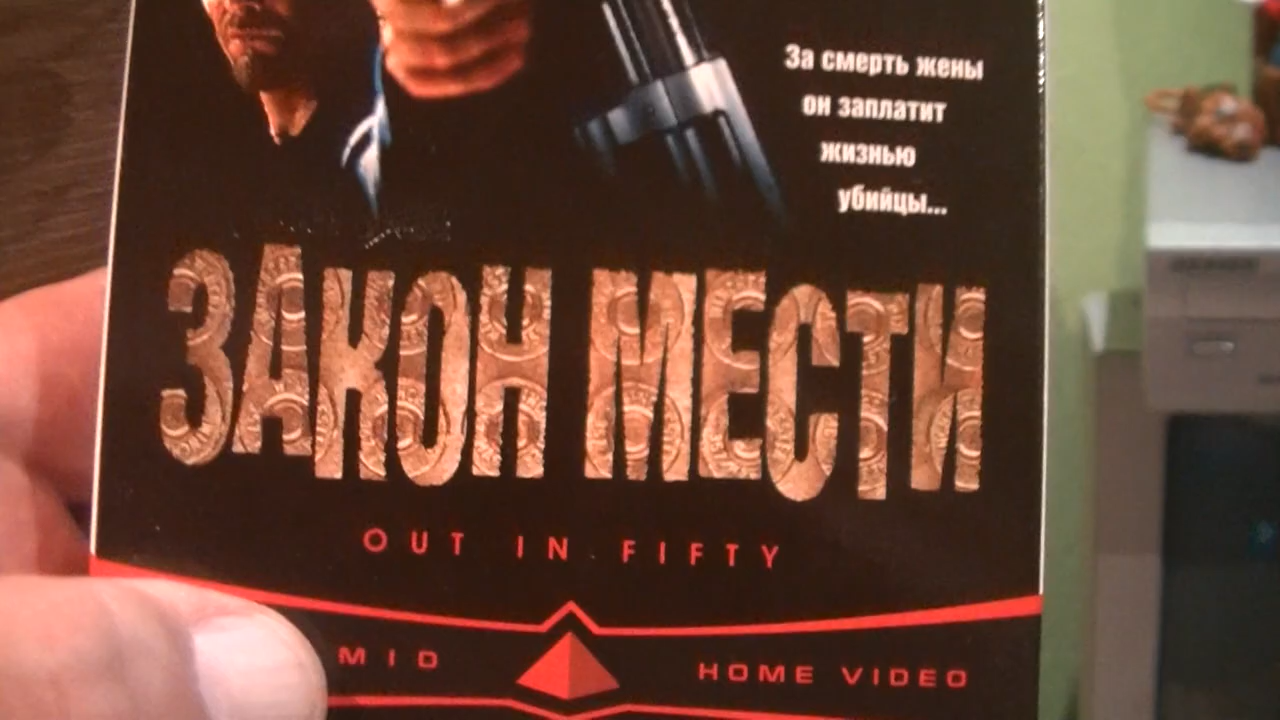 За смерть жены
он заплатит
жизнью
убийцы...
ЗАКОН МЕСТИ
OUT IN FIFTY
MID HOME VIDEO